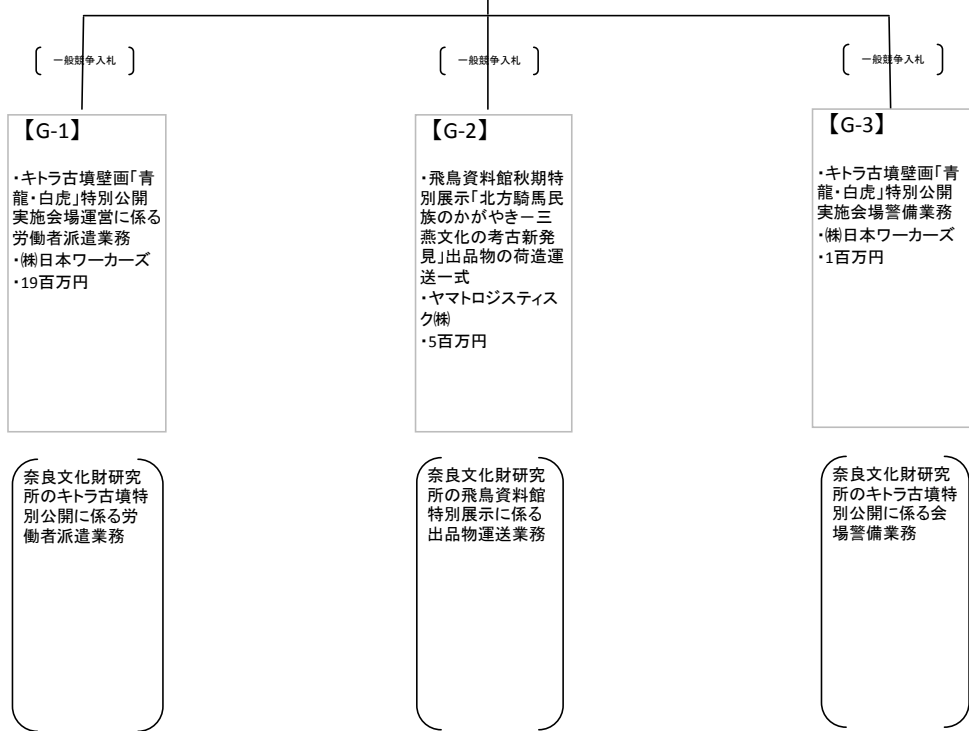 一般競争入札
一般競争入札
一般競争入札
【G-1】
・キトラ古墳壁画「青
龍・白虎」特別公開
実施会場運営に係る
労働者派遣業務
・㈱日本ワーカーズ
・19百万円
【G-2】
・飛鳥資料館秋期特
別展示「北方騎馬民
族のかがやき－三
燕文化の考古新発
見」出品物の荷造運
送一式
・ヤマトロジスティス
ク㈱
・5百万円
【G-3】
・キトラ古墳壁画「青
龍・白虎」特別公開
実施会場警備業務
・㈱日本ワーカーズ
・1百万円
奈良文化財研究
所のキトラ古墳特
別公開に係る労
働者派遣業務
奈良文化財研究
所の飛鳥資料館
特別展示に係る
出品物運送業務
奈良文化財研究
所のキトラ古墳特
別公開に係る会
場警備業務